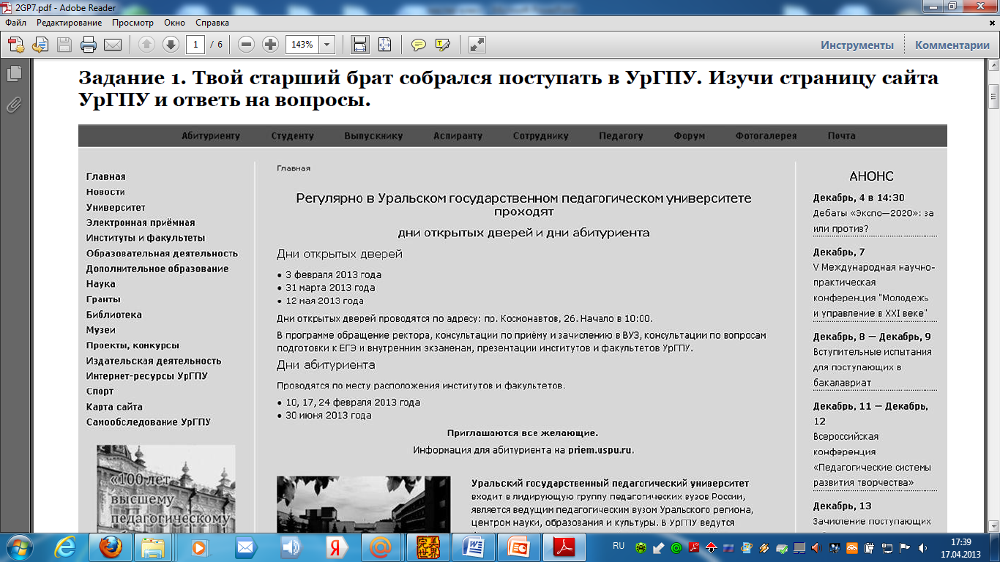 2GP7.pdf - Adobe Reader
Файл Редактирование Просмотр Окно Справка
1 / 6 143% Инструменты Комментарии
Задание 1. Твой старший брат собрался поступать в УрГПУ. Изучи страницу сайта
УрГПУ и ответь на вопросы.
Абитуриенту Студенту Выпускнику Аспиранту Сотруднику Педагогу Форум Фотогалерея Почта
Главная
Новости
Университет
Электронная приёмная
Институты и факультеты
Образовательная деятельность
Дополнительное образование
Наука
Гранты
Библиотека
Музеи
Проекты, конкурсы
Издательская деятельность
Интернет-ресурсы УрГПУ
Спорт
Карта сайта
Самообследование УрГПУ
«100 лет
высшему
педагогическому
Главная
Регулярно в Уральском государственном педагогическом университете
проходят
дни открытых дверей и дни абитуриента
Дни открытых дверей
• 3 февраля 2013 года
• 31 марта 2013 года
• 12 мая 2013 года
Дни открытых дверей проводятся по адресу: пр. Космонавтов, 26. Начало в 10:00.
В программе обращение ректора, консультации по приёму и зачислению в ВУЗ, консультации по вопросам
подготовки к ЕГЭ и внутренним экзаменам, презентации институтов и факультетов УрГПУ.
Дни абитуриента
Проводятся по месту расположения институтов и факультетов.
• 10, 17, 24 февраля 2013 года
• 30 июня 2013 года
Приглашаются все желающие.
Информация для абитуриента на priem.uspu.ru.
Уральский государственный педагогический университет
входит в лидирующую группу педагогических вузов России,
является ведущим педагогическим вузом Уральского региона,
центром науки, образования и культуры. В УрГПУ ведутся
АНОНС
Декабрь, 4 в 14:30
Дебаты «Экспо—2020»: за
или против?
Декабрь, 7
V Международная научно-
практическая
конференция "Молодежь
и управление в XXI веке"
Декабрь, 8 — Декабрь, 9
Вступительные испытания
для поступающих в
бакалавриат
Декабрь, 11 — Декабрь,
12
Всероссийская
конференция
«Педагогические системы
развития творчества»
Декабрь, 13
Зачисление поступающих
RU
17:39
17.04.2013